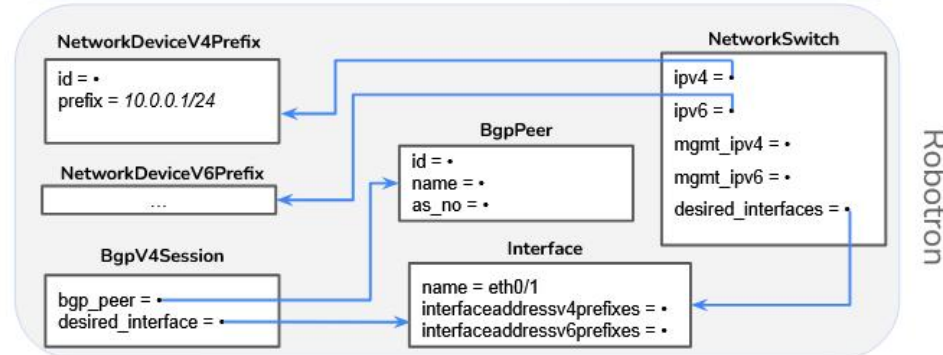 NetworkDeviceV4Prefix
id = •
prefix = 10.0.0.1/24
NetworkDeviceV6Prefix
...
BgpV4Session
bgp_peer = •
desired_interface = •
BgpPeer
id = •
name = •
as_no = •
Interface
name = eth0/1
interfaceaddressv4prefixes = •
interfaceaddressv6prefixes = •
NetworkSwitch
ipv4 = •
ipv6 = •
mgmt_ipv4 = •
mgmt_ipv6 = •
desired_interfaces = •
Robotron